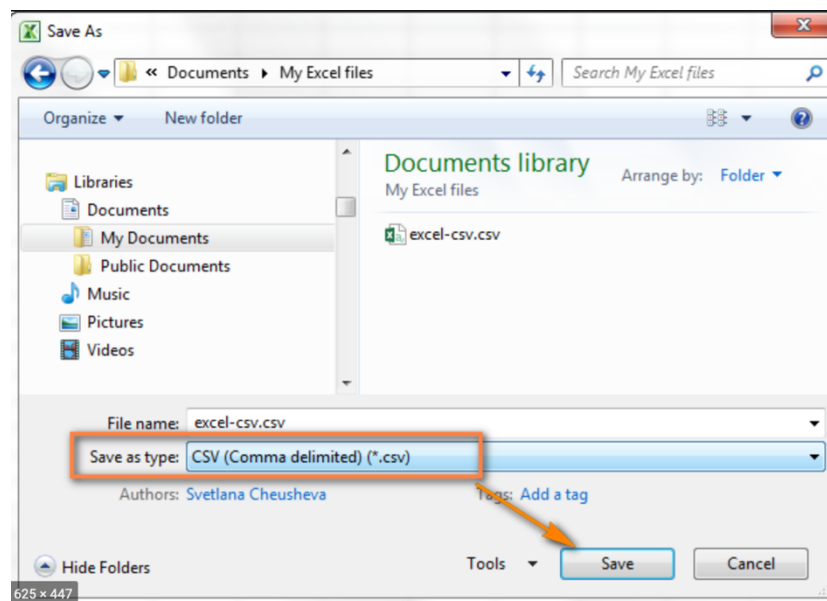 Save As
« Documents ▸ My Excel files
Search My Excel files
Organize
New folder
Documents library
My Excel files
Arrange by: Folder
Libraries
Documents
My Documents
Public Documents
Music
Pictures
Videos
excel-csv.csv
File name: excel-csv.csv
Save as type: CSV (Comma delimited) (*.csv)
Authors: Svetlana Cheusheva
Tags: Add a tag
Hide Folders
Tools
Save
Cancel
625 × 447